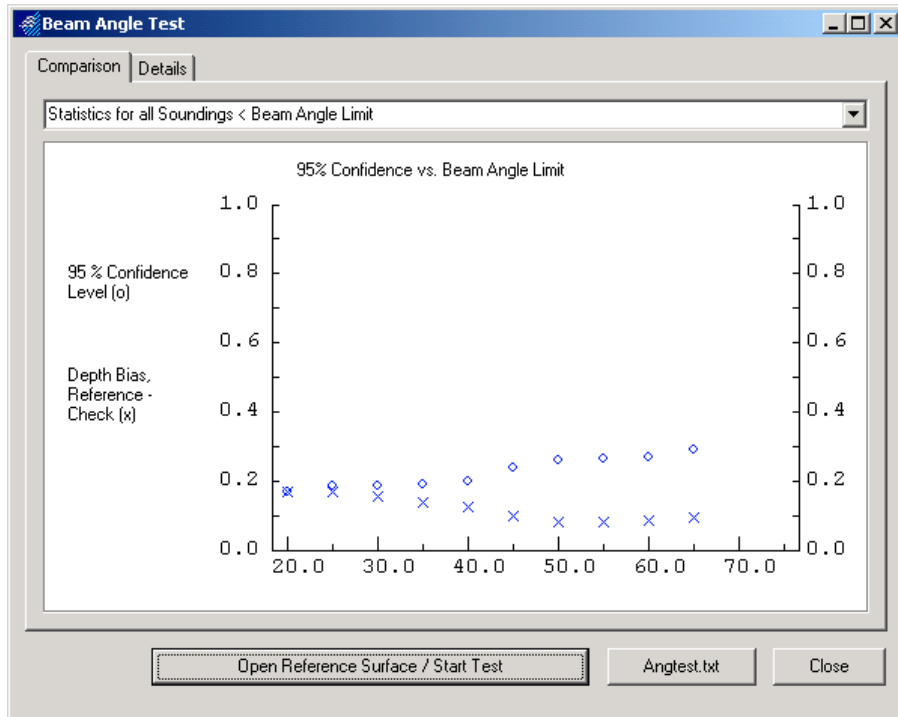 Beam Angle Test
Comparison
Details
Statistics for all Soundings < Beam Angle Limit
95% Confidence vs. Beam Angle Limit
1.0
1.0
95 % Confidence
Level (o)
0.8
0.8
0.6
0.6
Depth Bias,
Reference -
Check (x)
0.4
0.4
0.2
0.2
0.0
0.0
20.0 30.0 40.0 50.0 60.0 70.0
Open Reference Surface / Start Test
Angtest.txt
Close